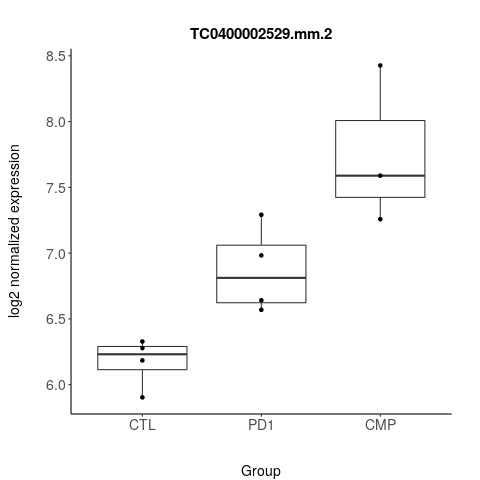 TC0400002529.mm.2
log2 normalized expression
8.5
8.0
7.5
7.0
6.5
6.0
CTL PD1 CMP
Group